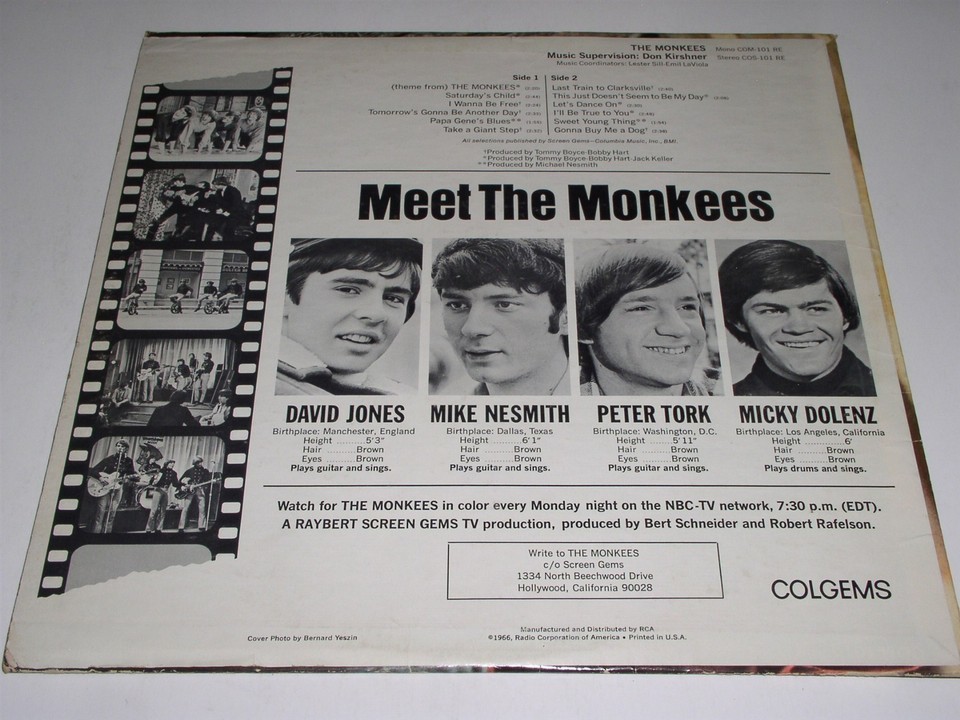 THE MONKEES Mono COM-101 RE
Music Supervision: Don Kirshner Stereo COS-101 RE
Music Coordinators: Lester Sill-Emil LaViola
Side 1
(theme from) THE MONKEES*
Saturday's Child*
I Wanna Be Free†
Tomorrow's Gonna Be Another Day†
Papa Gene's Blues**
Take a Giant Step†
Side 2
Last Train to Clarksville†
This Just Doesn't Seem to Be My Day*
Let's Dance On*
I'll Be True to You*
Sweet Young Thing**
Gonna Buy Me a Dog†
All selections published by Screen Gems-Columbia Music, Inc., BMI.
†Produced by Tommy Boyce-Bobby Hart
*Produced by Tommy Boyce-Bobby Hart-Jack Keller
**Produced by Michael Nesmith
Meet The Monkees
DAVID JONES
Birthplace: Manchester, England
Height ..........5'3"
Hair ..........Brown
Eyes ..........Brown
Plays guitar and sings.
MIKE NESMITH
Birthplace: Dallas, Texas
Height ..........6'1"
Hair ..........Brown
Eyes ..........Brown
Plays guitar and sings.
PETER TORK
Birthplace: Washington, D.C.
Height ........5'11"
Hair ..........Brown
Eyes ..........Brown
Plays guitar and sings.
MICKY DOLENZ
Birthplace: Los Angeles, California
Height ..............6'
Hair ............Brown
Eyes ............Brown
Plays drums and sings.
Watch for THE MONKEES in color every Monday night on the NBC-TV network, 7:30 p.m. (EDT).
A RAYBERT SCREEN GEMS TV production, produced by Bert Schneider and Robert Rafelson.
Write to THE MONKEES
c/o Screen Gems
1334 North Beechwood Drive
Hollywood, California 90028
COLGEMS
Cover Photo by Bernard Yeszin
Manufactured and Distributed by RCA
©1966, Radio Corporation of America • Printed in U.S.A.